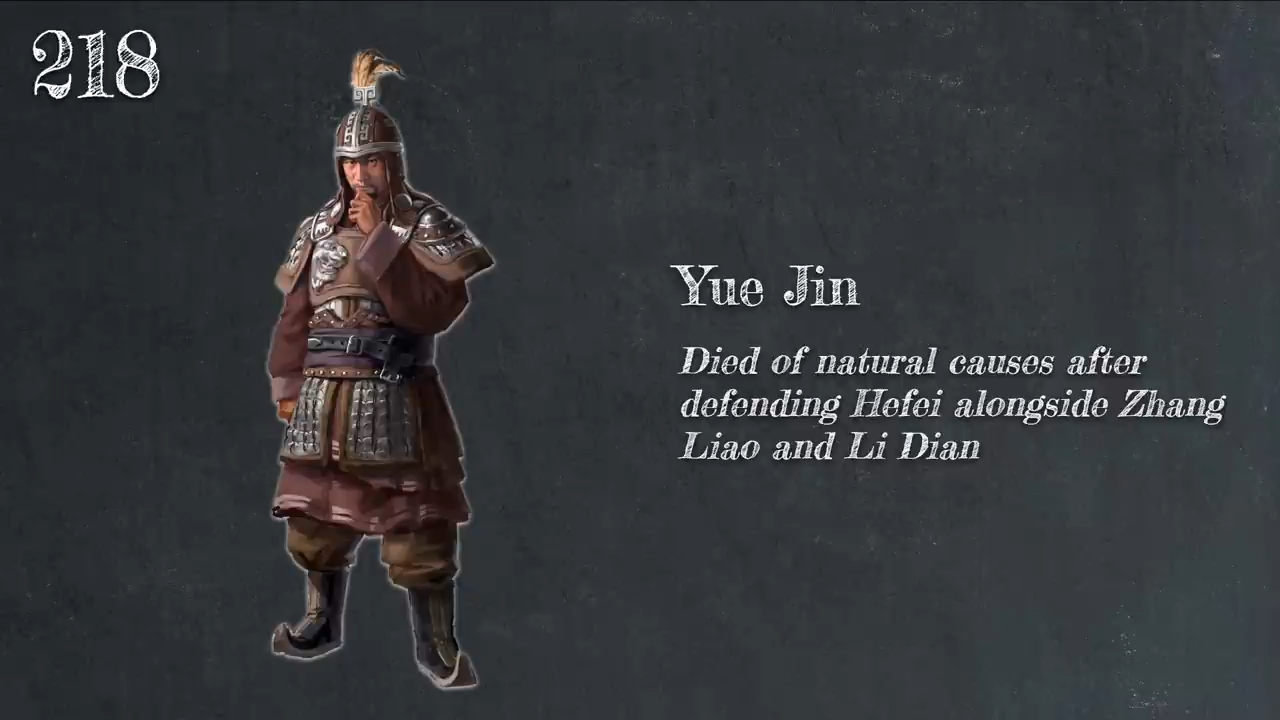 218
Yue Jin
Died of natural causes after
defending Hefei alongside Zhang
Liao and Li Dian